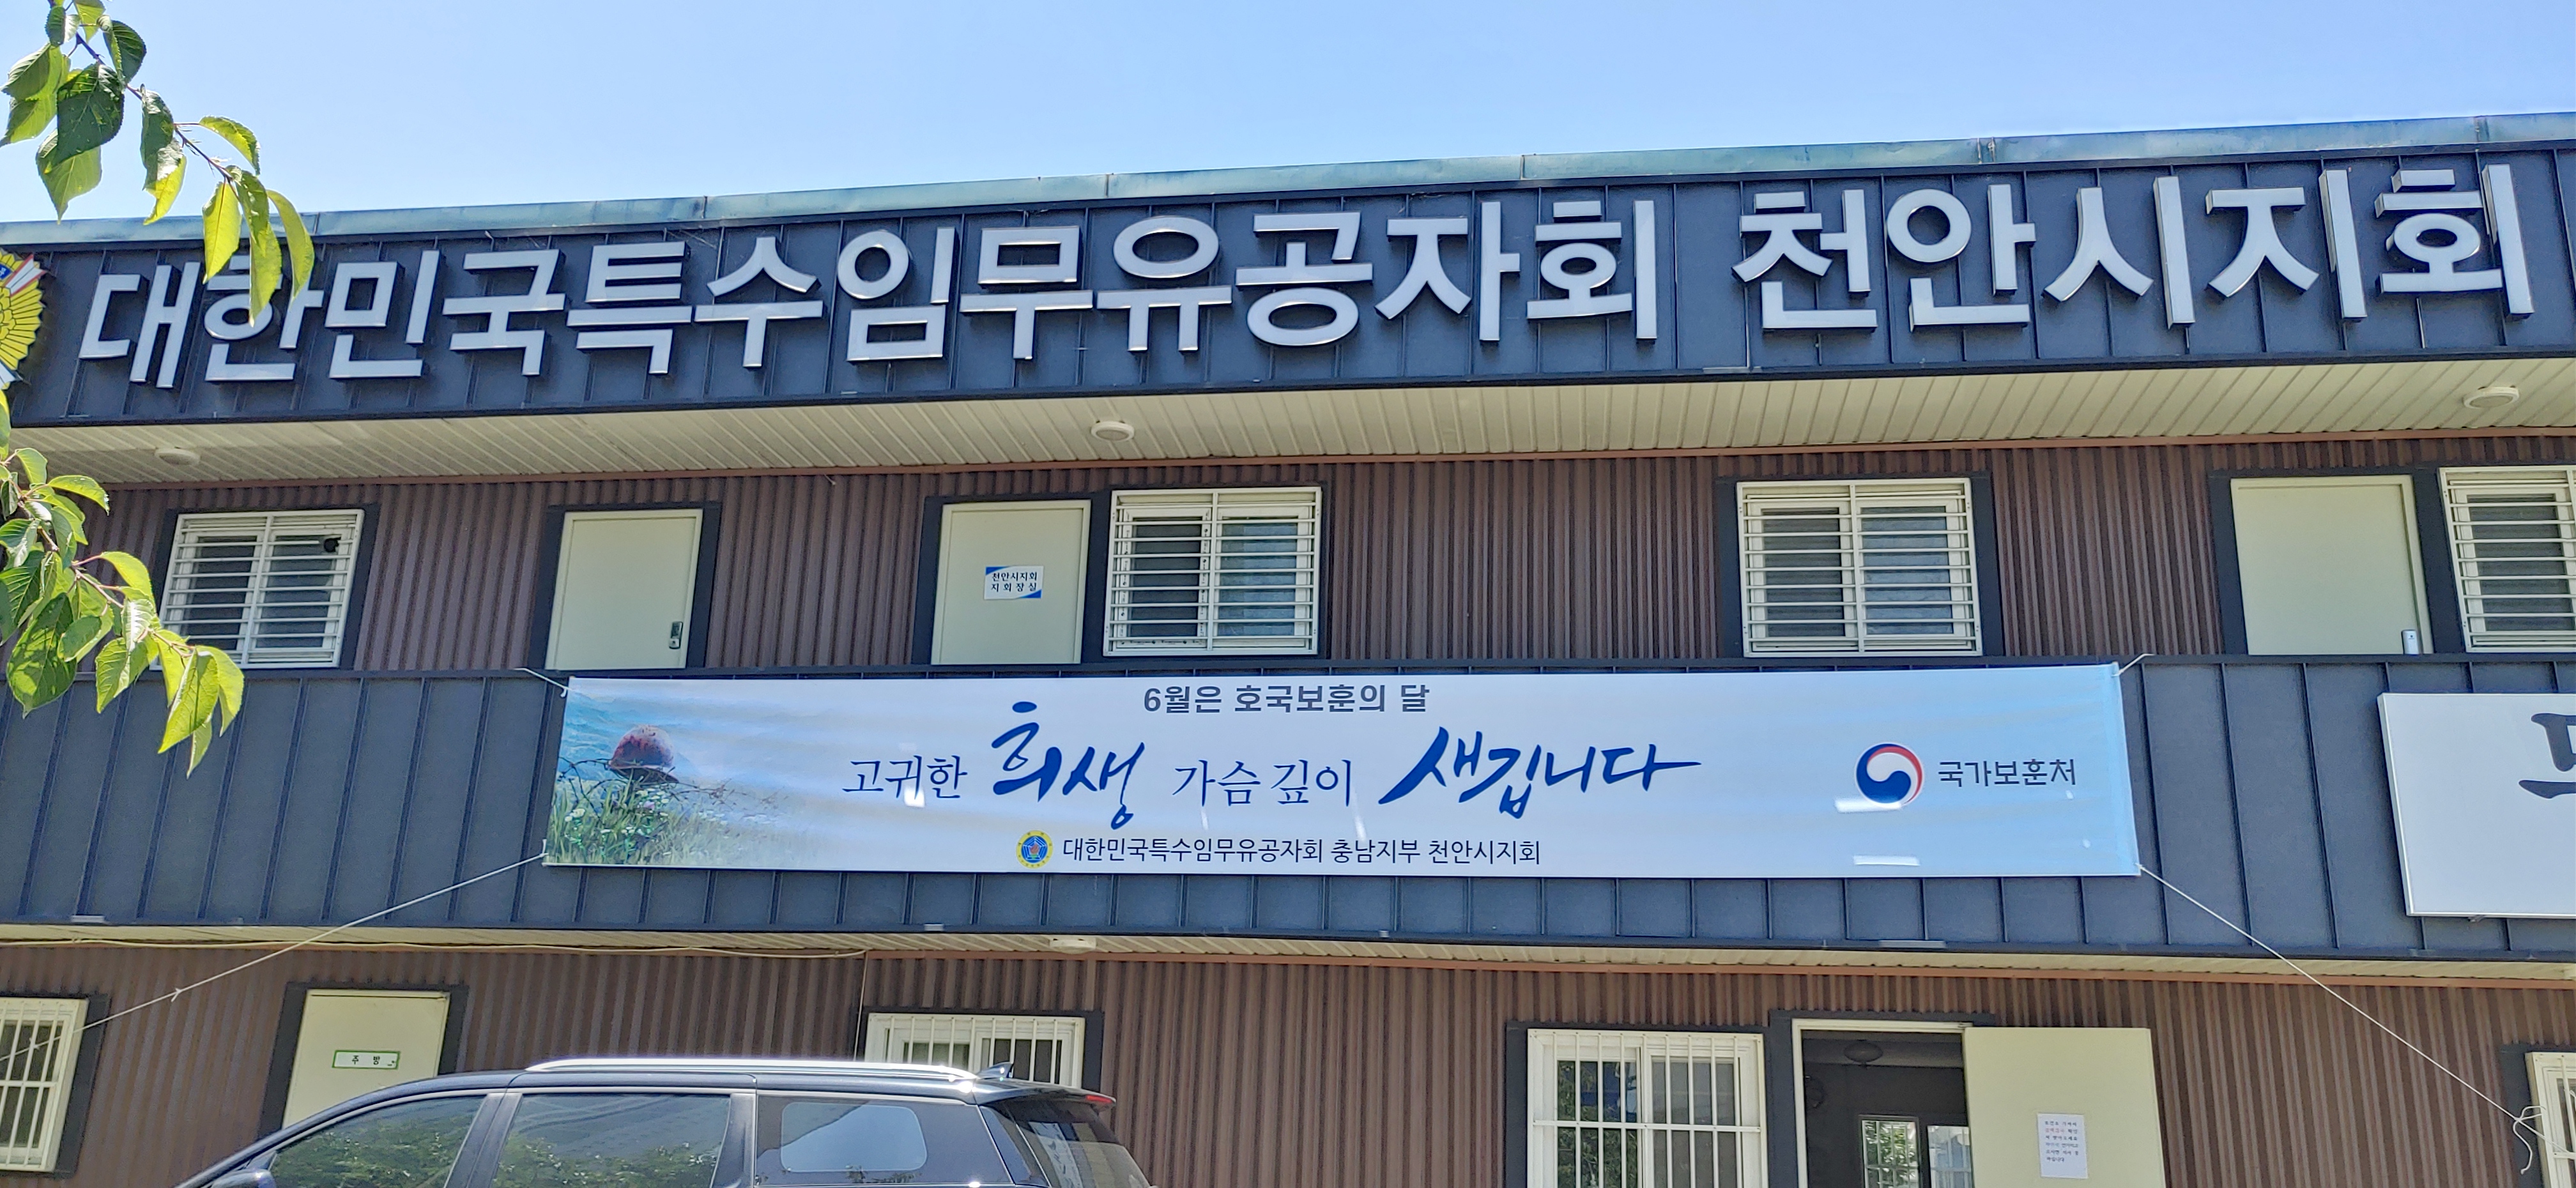 대한민국특수임무유공자회 천안시지회
천안시지회
지회장실
6월은 호국보훈의 달
고귀한 희생 가슴 깊이 새깁니다
국가보훈처
대한민국특수임무유공자회 충남지부 천안시지회
주 방